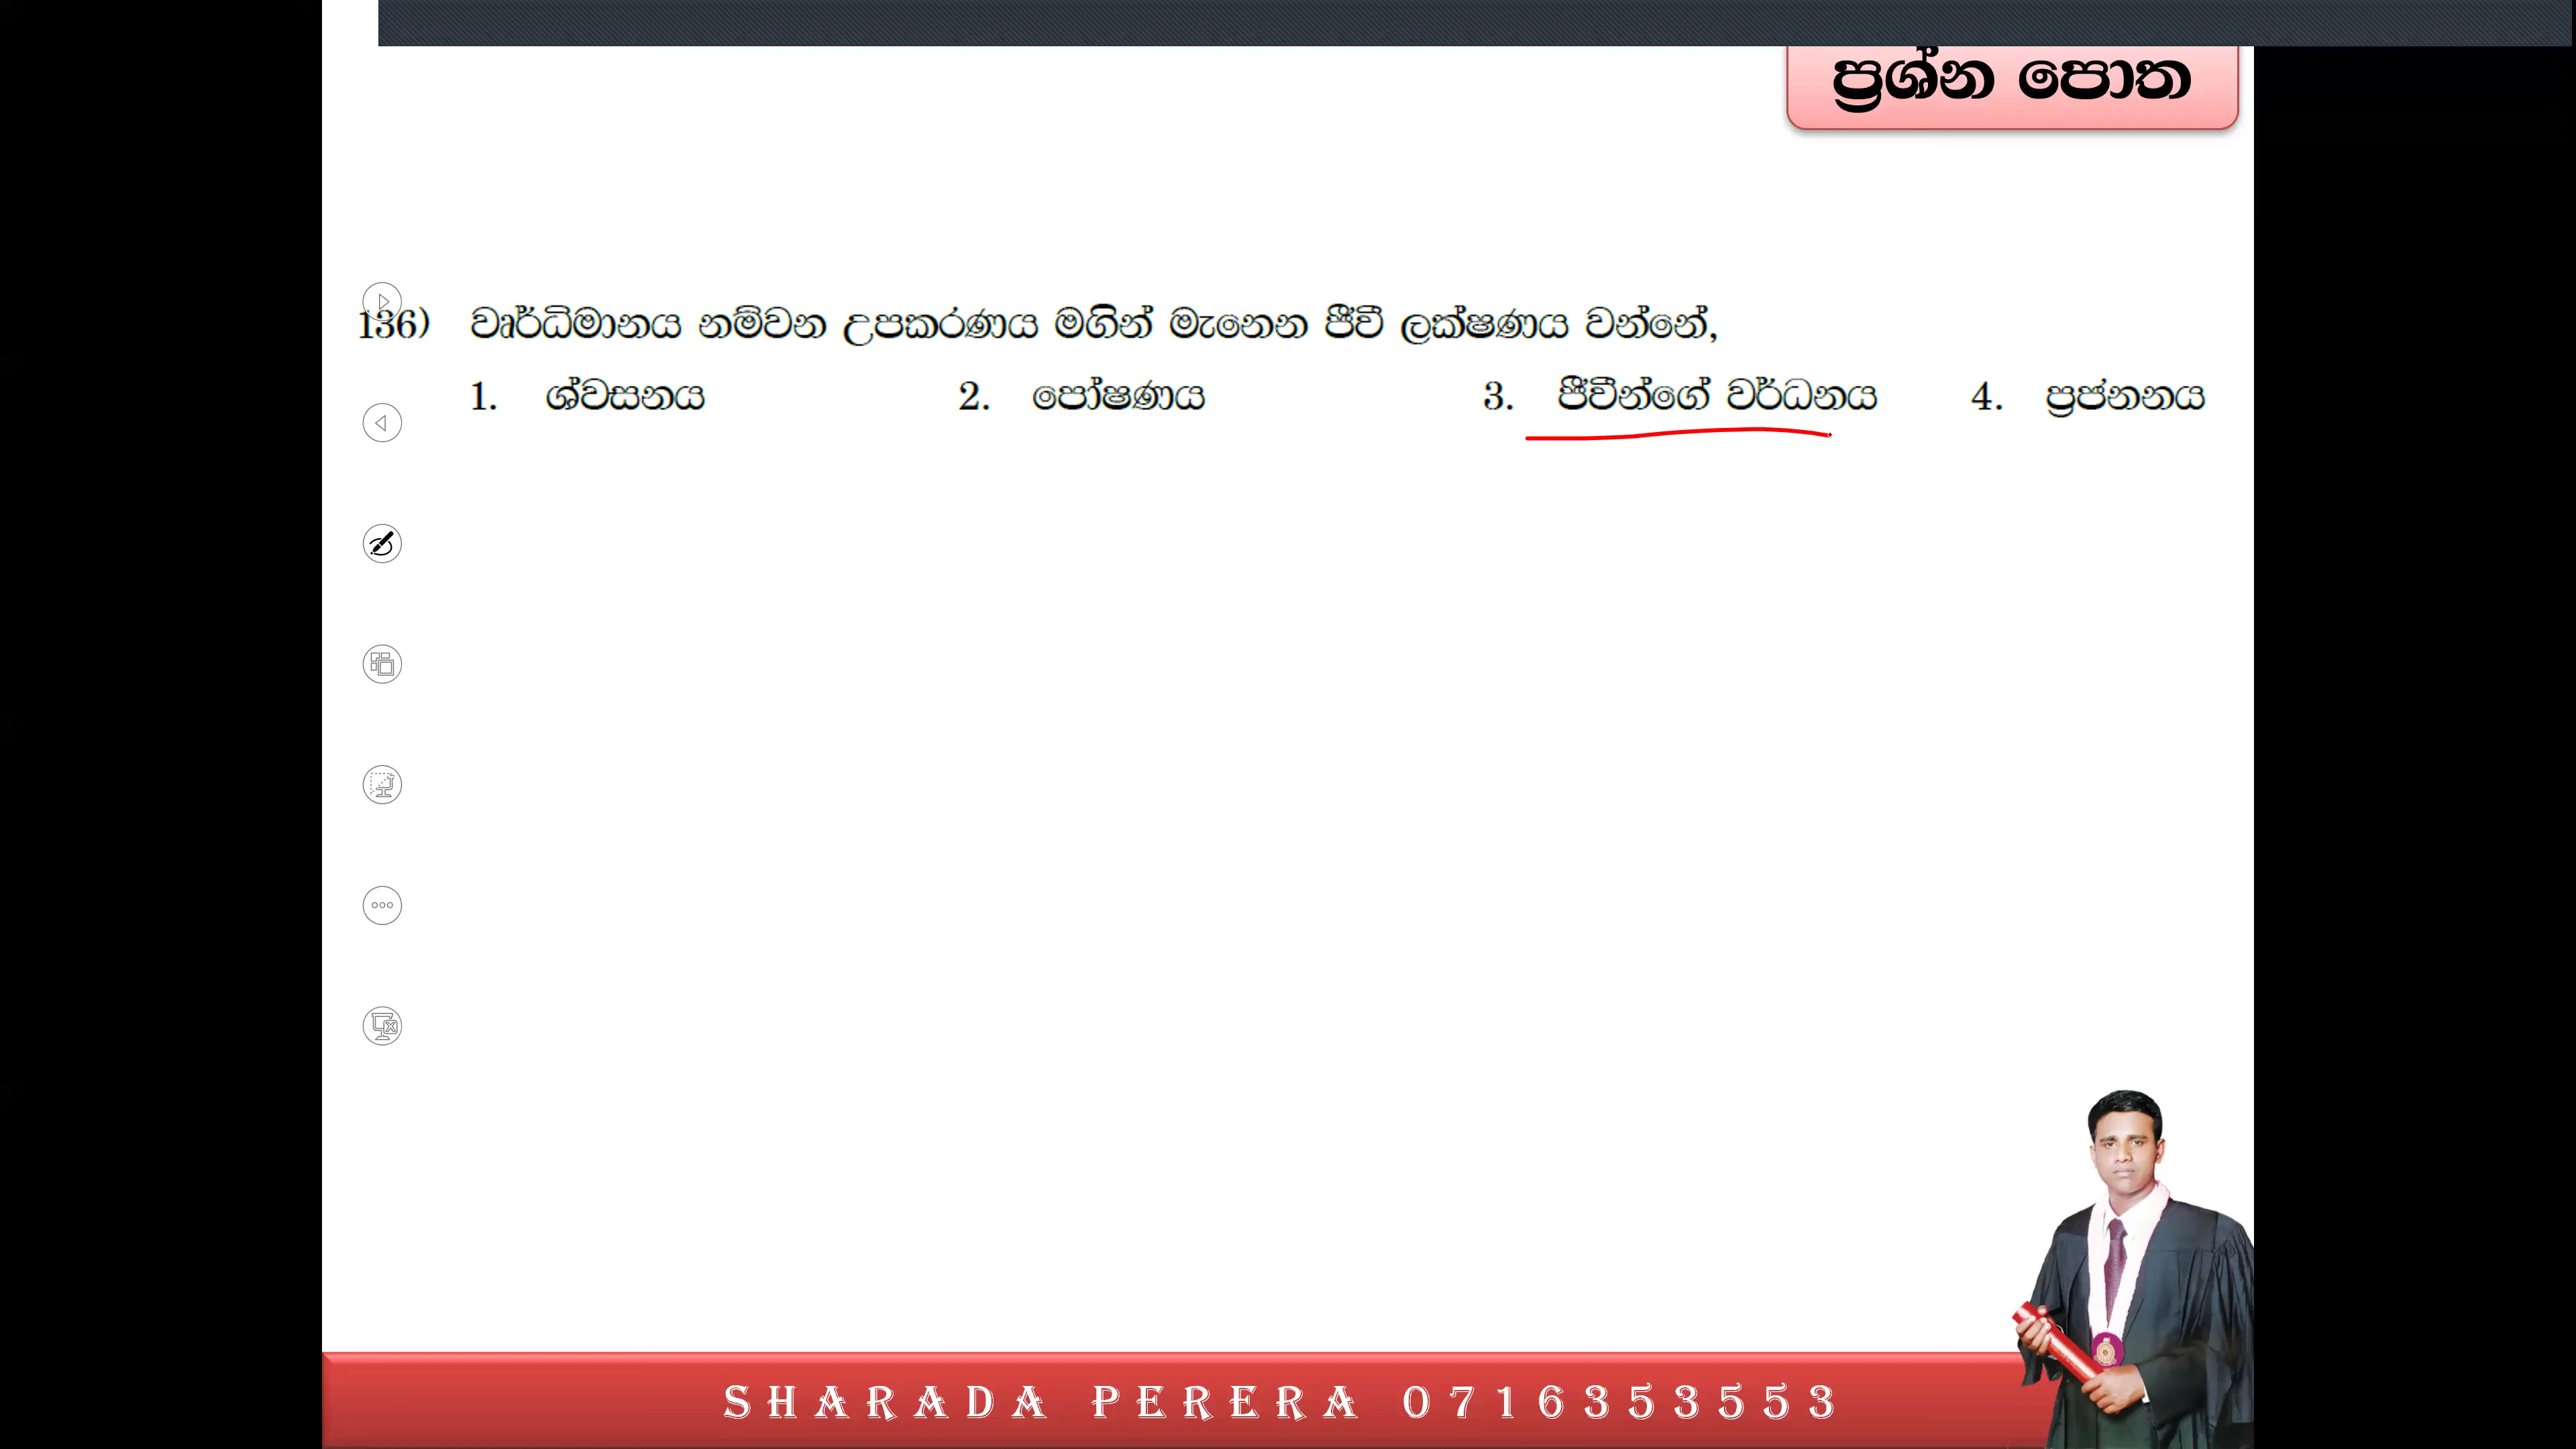 ප්‍රශ්න පොත
136) වෘර්ධිමානය නම්වන උපකරණය මගින් මැනෙන ජීවී ලක්ෂණය වන්නේ,
1. ශ්වසනය 2. පෝෂණය 3. ජීවීන්ගේ වර්ධනය 4. ප්‍රජනනය
SHARADA PERERA 0716353553